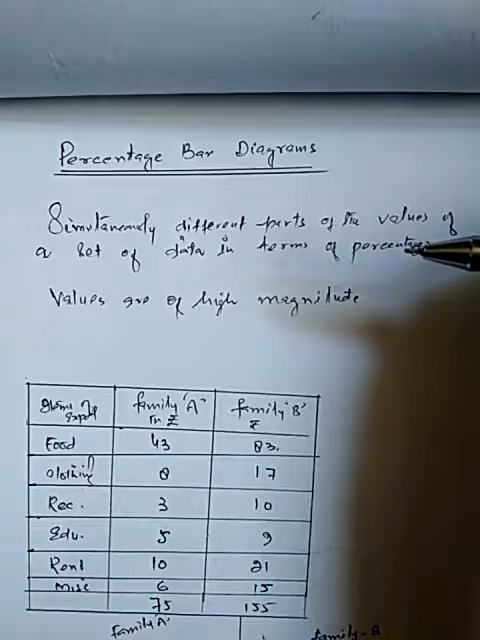 Percentage Bar Diagrams
Simultaneously different parts of the values of
a set of data in terms of percentage
Values are of high magnitude
Items of Expd family 'A' in ₹ family 'B' ₹
Food 43 83.
Clothing 8 17
Rec. 3 10
Edu. 5 9
Rent 10 21
Misc 6 15
75 155
family 'A' family - B